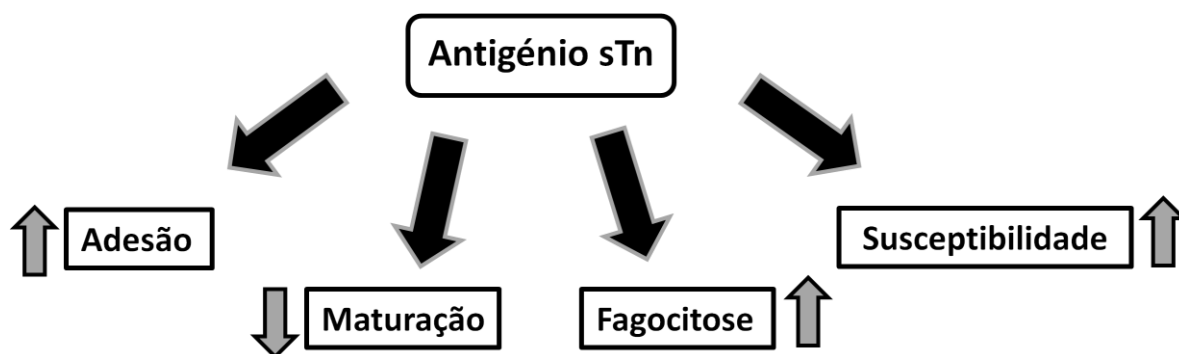 Antigénio sTn
Adesão
Susceptibilidade
Maturação
Fagocitose